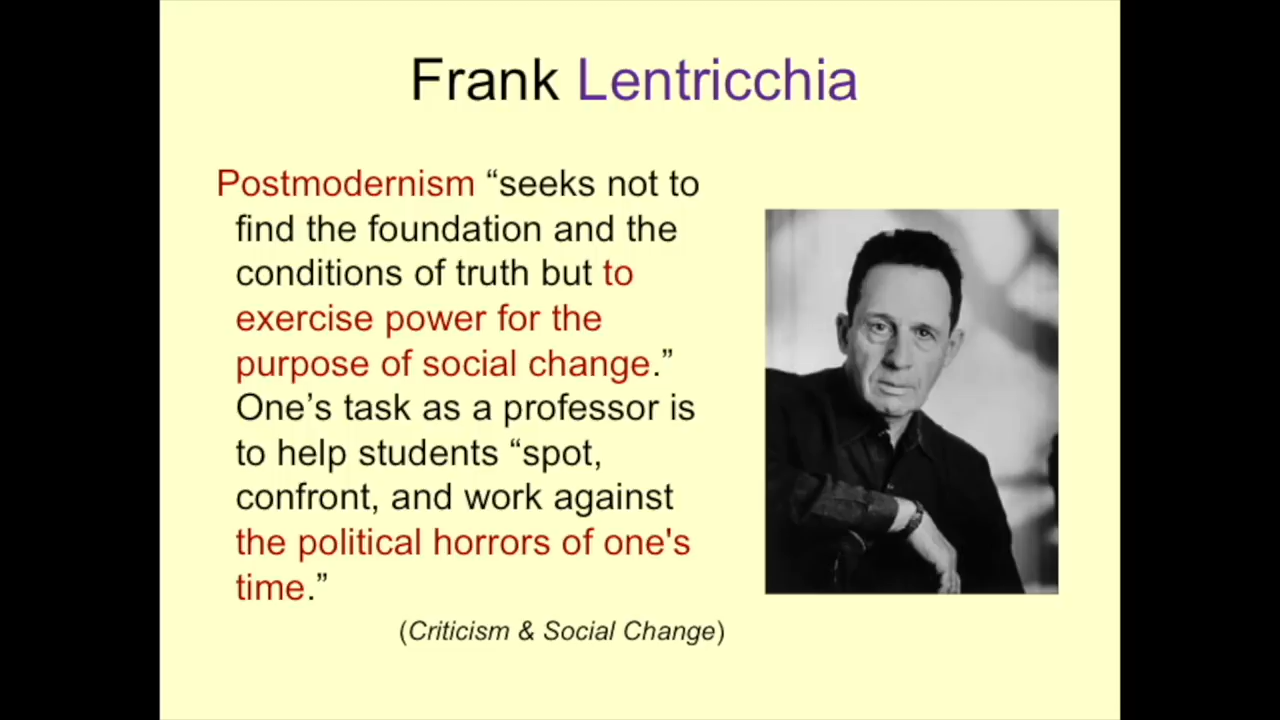 Frank Lentricchia
Postmodernism “seeks not to
find the foundation and the
conditions of truth but to
exercise power for the
purpose of social change.”
One’s task as a professor is
to help students “spot,
confront, and work against
the political horrors of one's
time.”
(Criticism & Social Change)